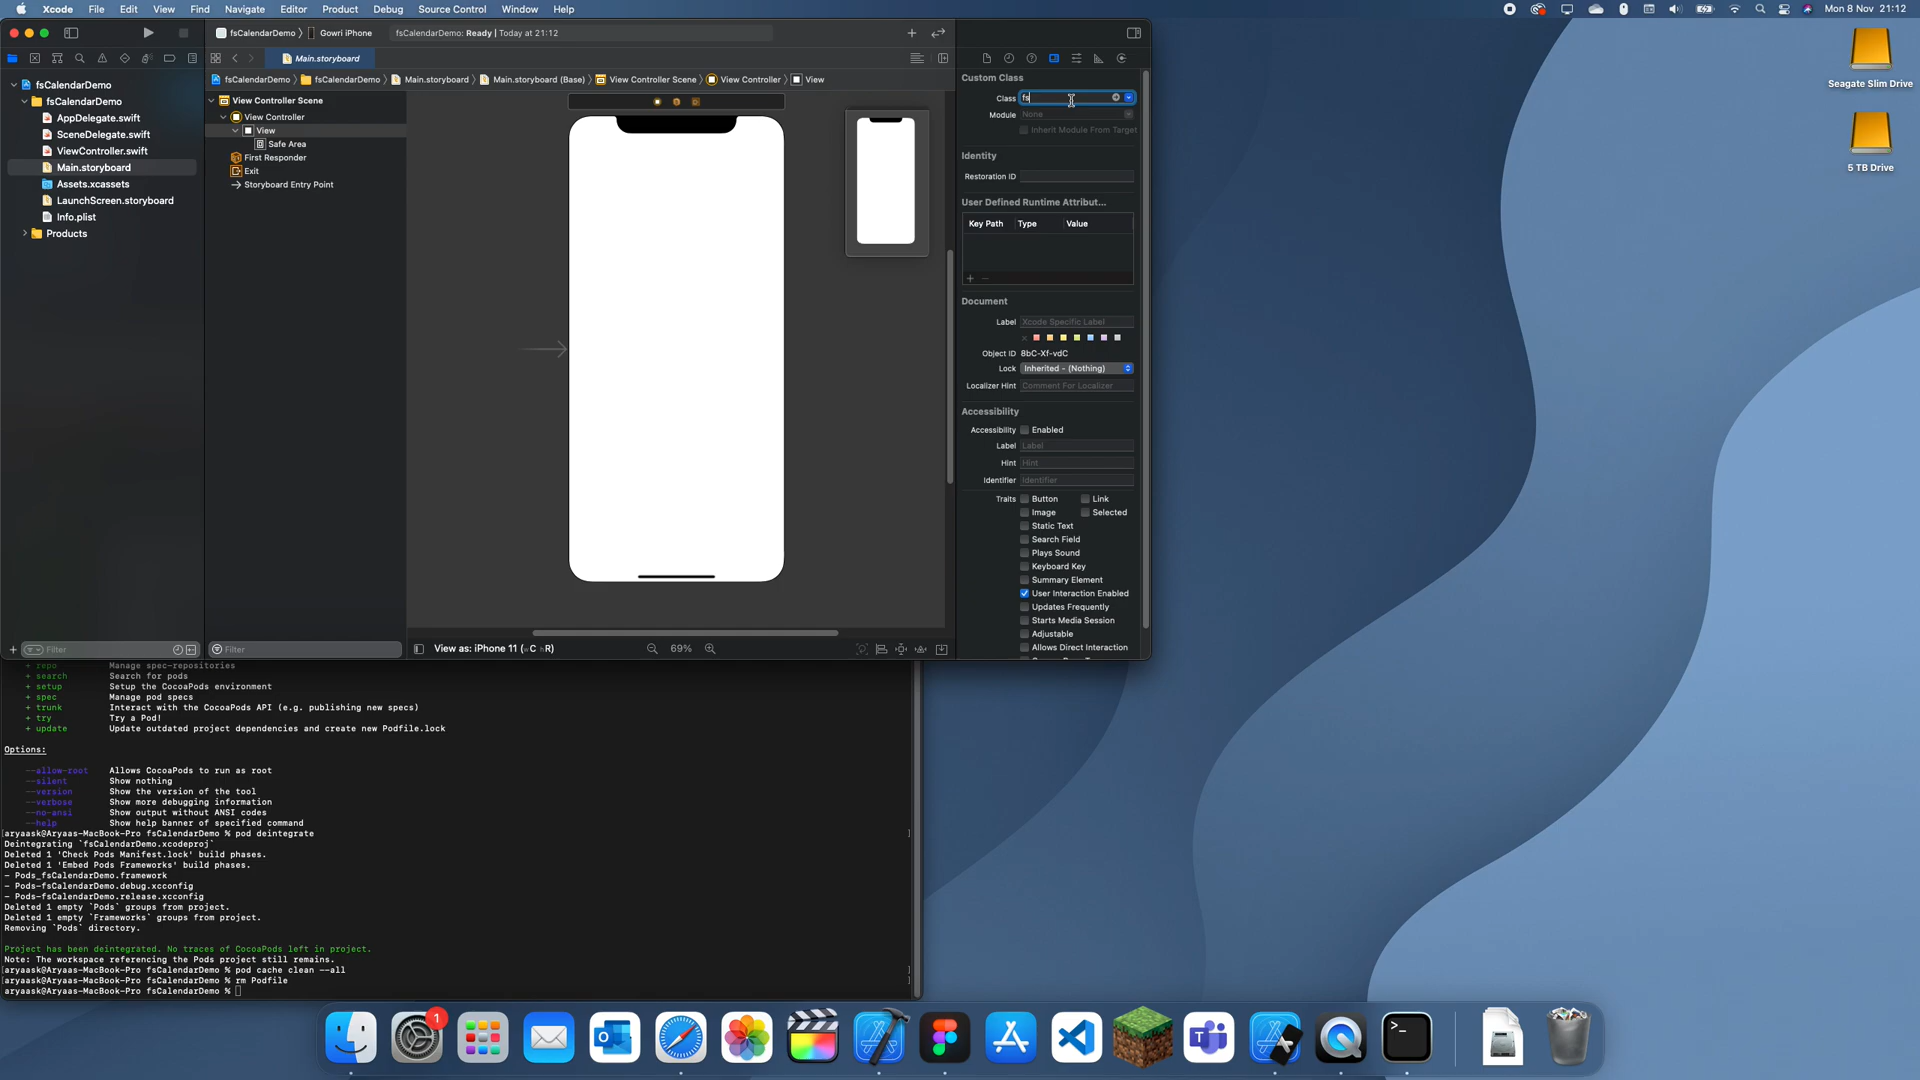 Xcode File Edit View Find Navigate Editor Product Debug Source Control Window Help
Mon 8 Nov 21:12
fsCalendarDemo 〉 Gowri iPhone
fsCalendarDemo: Ready | Today at 21:12
Main.storyboard
fsCalendarDemo 〉 fsCalendarDemo 〉 Main.storyboard 〉 Main.storyboard (Base) 〉 View Controller Scene 〉 View Controller 〉 View
fsCalendarDemo
fsCalendarDemo
AppDelegate.swift
SceneDelegate.swift
ViewController.swift
Main.storyboard
Assets.xcassets
LaunchScreen.storyboard
Info.plist
Products
Filter
View Controller Scene
View Controller
View
Safe Area
First Responder
Exit
Storyboard Entry Point
Filter
View as: iPhone 11 (wC hR)
69%
Custom Class
Class fs
Module None
Inherit Module From Target
Identity
Restoration ID
User Defined Runtime Attribut...
Key Path Type Value
Document
Label Xcode Specific Label
Object ID 8bC-Xf-vdC
Lock Inherited - (Nothing)
Localizer Hint Comment For Localizer
Accessibility
Accessibility Enabled
Label Label
Hint Hint
Identifier Identifier
Traits Button Link
Image Selected
Static Text
Search Field
Plays Sound
Keyboard Key
Summary Element
User Interaction Enabled
Updates Frequently
Starts Media Session
Adjustable
Allows Direct Interaction
Seagate Slim Drive
5 TB Drive
+ repo Manage spec-repositories
+ search Search for pods
+ setup Setup the CocoaPods environment
+ spec Manage pod specs
+ trunk Interact with the CocoaPods API (e.g. publishing new specs)
+ try Try a Pod!
+ update Update outdated project dependencies and create new Podfile.lock
Options:
--allow-root Allows CocoaPods to run as root
--silent Show nothing
--version Show the version of the tool
--verbose Show more debugging information
--no-ansi Show output without ANSI codes
--help Show help banner of specified command
[aryaask@Aryaas-MacBook-Pro fsCalendarDemo % pod deintegrate ]
Deintegrating `fsCalendarDemo.xcodeproj`
Deleted 1 'Check Pods Manifest.lock' build phases.
Deleted 1 'Embed Pods Frameworks' build phases.
- Pods_fsCalendarDemo.framework
- Pods-fsCalendarDemo.debug.xcconfig
- Pods-fsCalendarDemo.release.xcconfig
Deleted 1 empty `Pods` groups from project.
Deleted 1 empty `Frameworks` groups from project.
Removing `Pods` directory.
Project has been deintegrated. No traces of CocoaPods left in project.
Note: The workspace referencing the Pods project still remains.
[aryaask@Aryaas-MacBook-Pro fsCalendarDemo % pod cache clean --all ]
[aryaask@Aryaas-MacBook-Pro fsCalendarDemo % rm Podfile ]
aryaask@Aryaas-MacBook-Pro fsCalendarDemo %
1